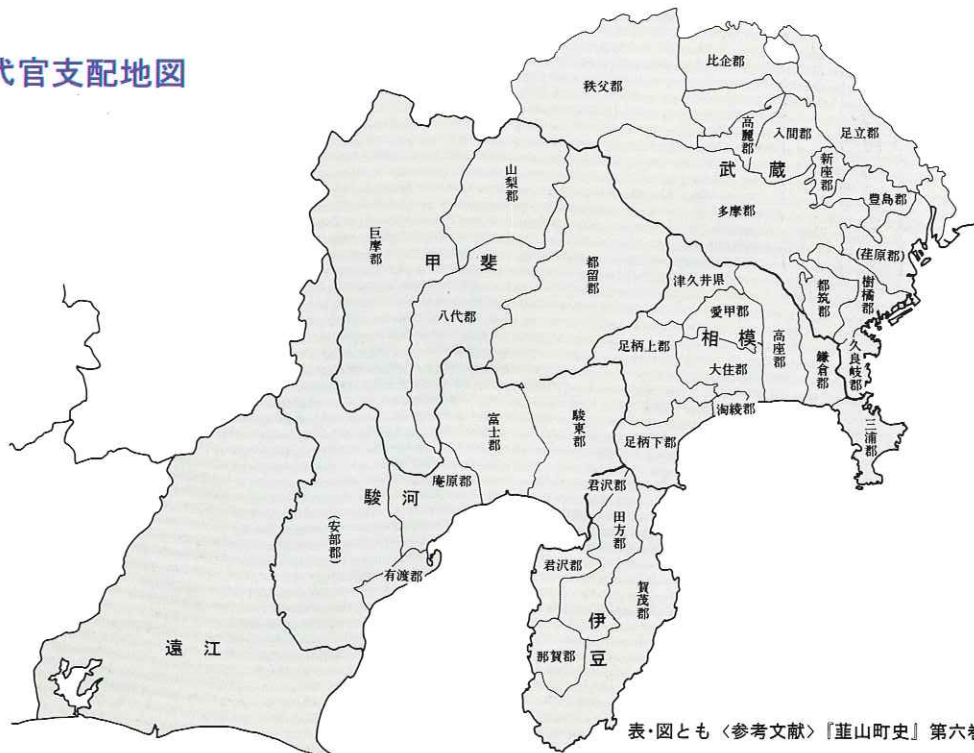 代官支配地図
秩父郡
比企郡
高麗郡
入間郡
足立郡
新座郡
武蔵
豊島郡
多摩郡
(荏原郡)
山梨郡
巨摩郡
甲斐
都留郡
八代郡
津久井県
愛甲郡
都筑郡
樹橘郡
足柄上郡
相模
高座郡
鎌倉郡
久良岐郡
大住郡
淘綾郡
三浦郡
富士郡
駿東郡
足柄下郡
庵原郡
君沢郡
駿河
(安部郡)
田方郡
有渡郡
君沢郡
賀茂郡
遠江
伊豆
那賀郡
表・図とも〈参考文献〉『韮山町史』第六巻